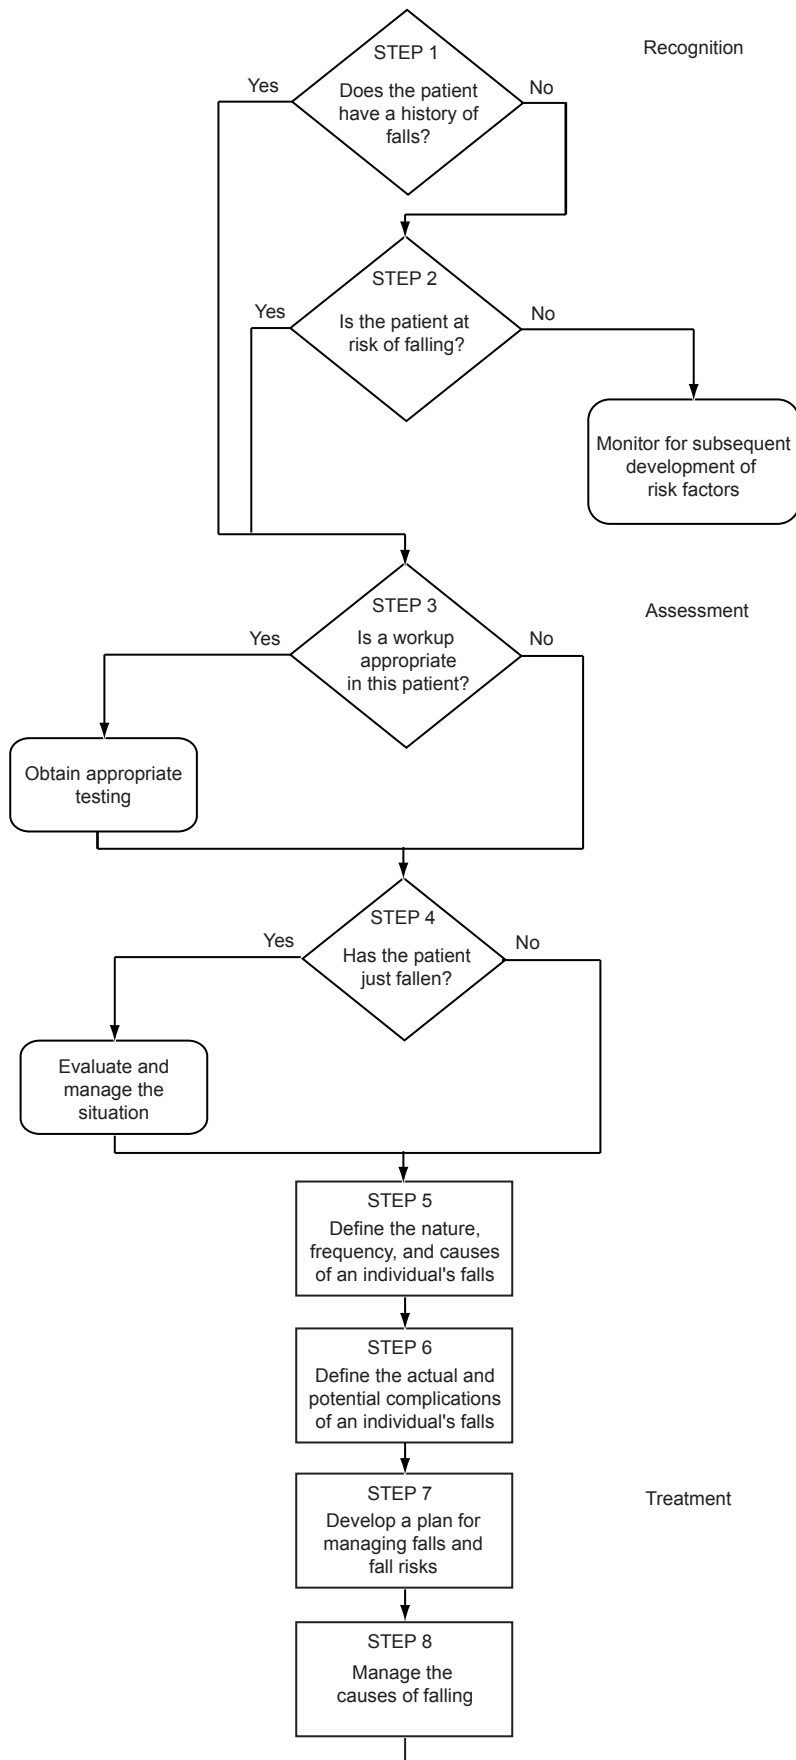 STEP 1
Recognition
Yes
Does the patient
have a history of
falls?
No
STEP 2
Yes
Is the patient at
risk of falling?
No
Monitor for subsequent
development of
risk factors
STEP 3
Assessment
Yes
Is a workup
appropriate
in this patient?
No
Obtain appropriate
testing
STEP 4
Yes
Has the patient
just fallen?
No
Evaluate and
manage the
situation
STEP 5
Define the nature,
frequency, and causes
of an individual's falls
STEP 6
Define the actual and
potential complications
of an individual's falls
STEP 7
Treatment
Develop a plan for
managing falls and
fall risks
STEP 8
Manage the
causes of falling